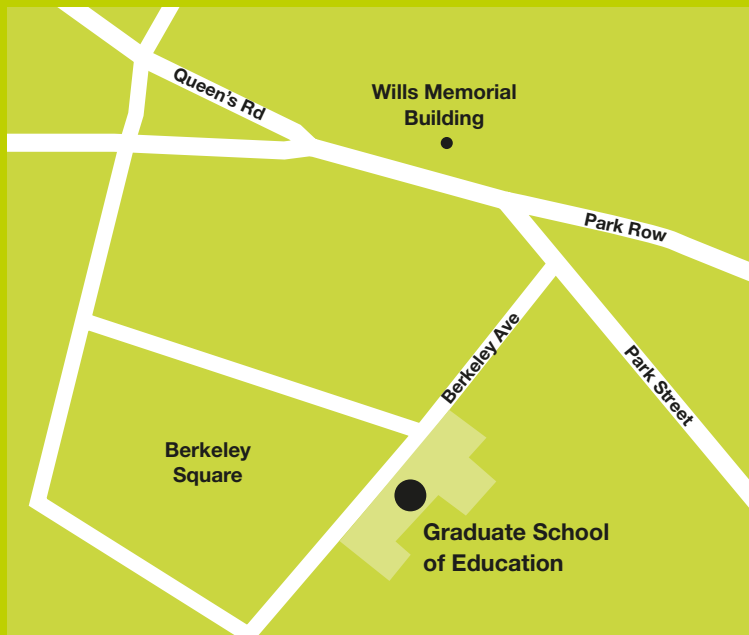 Queen's Rd
Wills Memorial
Building
Park Row
Berkeley Ave
Park Street
Berkeley
Square
Graduate School
of Education